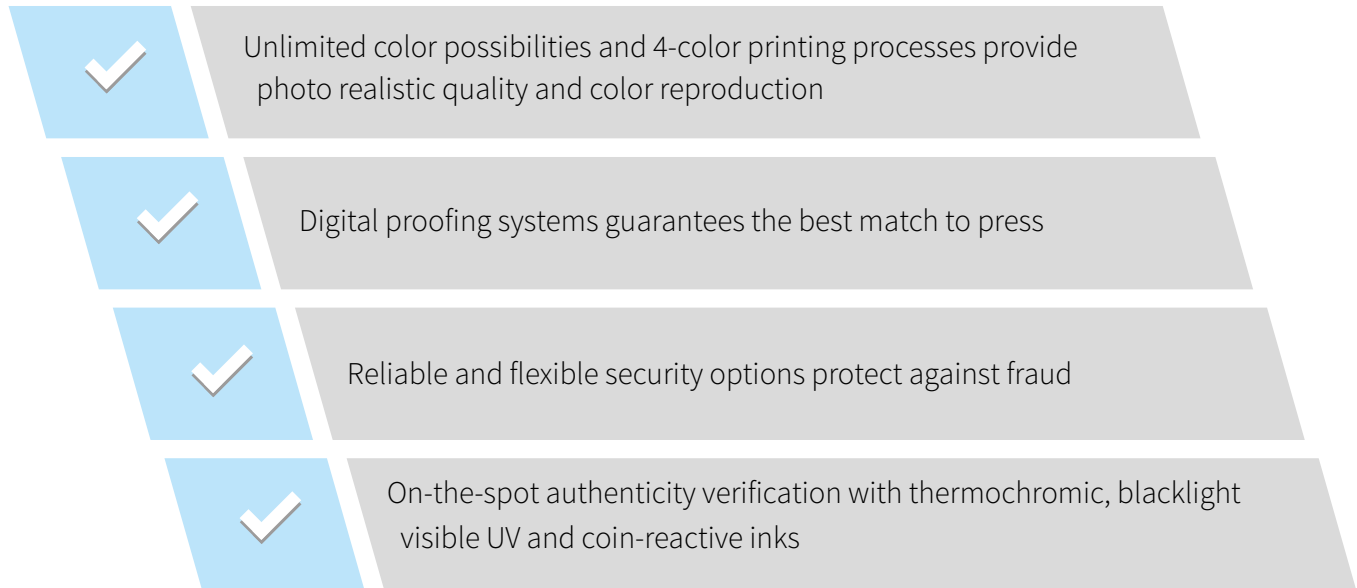 Unlimited color possibilities and 4-color printing processes provide
photo realistic quality and color reproduction
Digital proofing systems guarantees the best match to press
Reliable and flexible security options protect against fraud
On-the-spot authenticity verification with thermochromic, blacklight
visible UV and coin-reactive inks